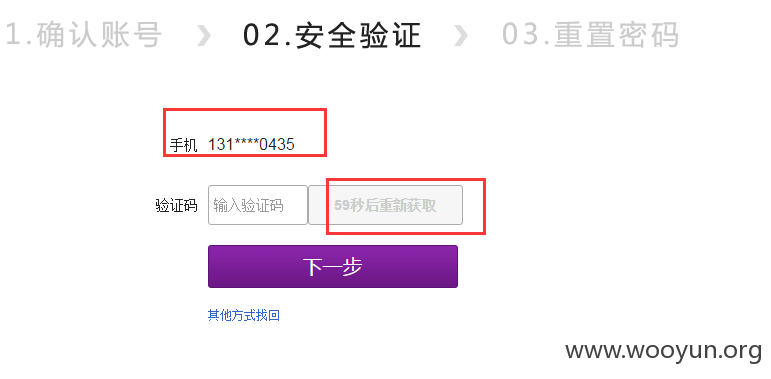 1.确认账号 › 02.安全验证 › 03.重置密码
手机 131****0435
验证码 输入验证码 59秒后重新获取
下一步
其他方式找回
www.wooyun.org